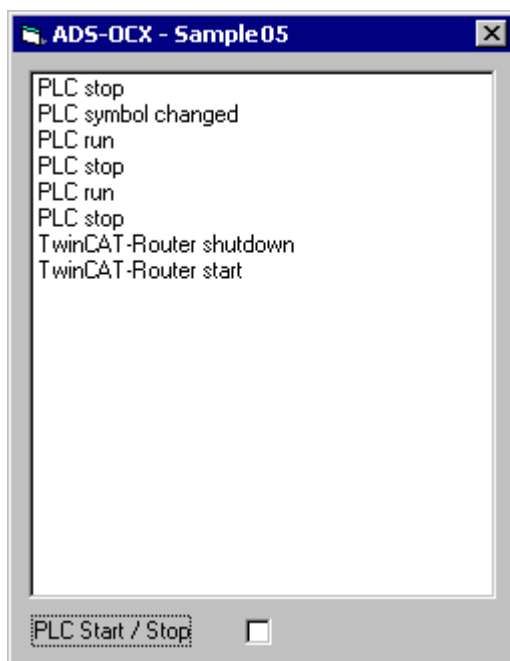 ADS-OCX - Sample05
PLC stop
PLC symbol changed
PLC run
PLC stop
PLC run
PLC stop
TwinCAT-Router shutdown
TwinCAT-Router start
PLC Start / Stop